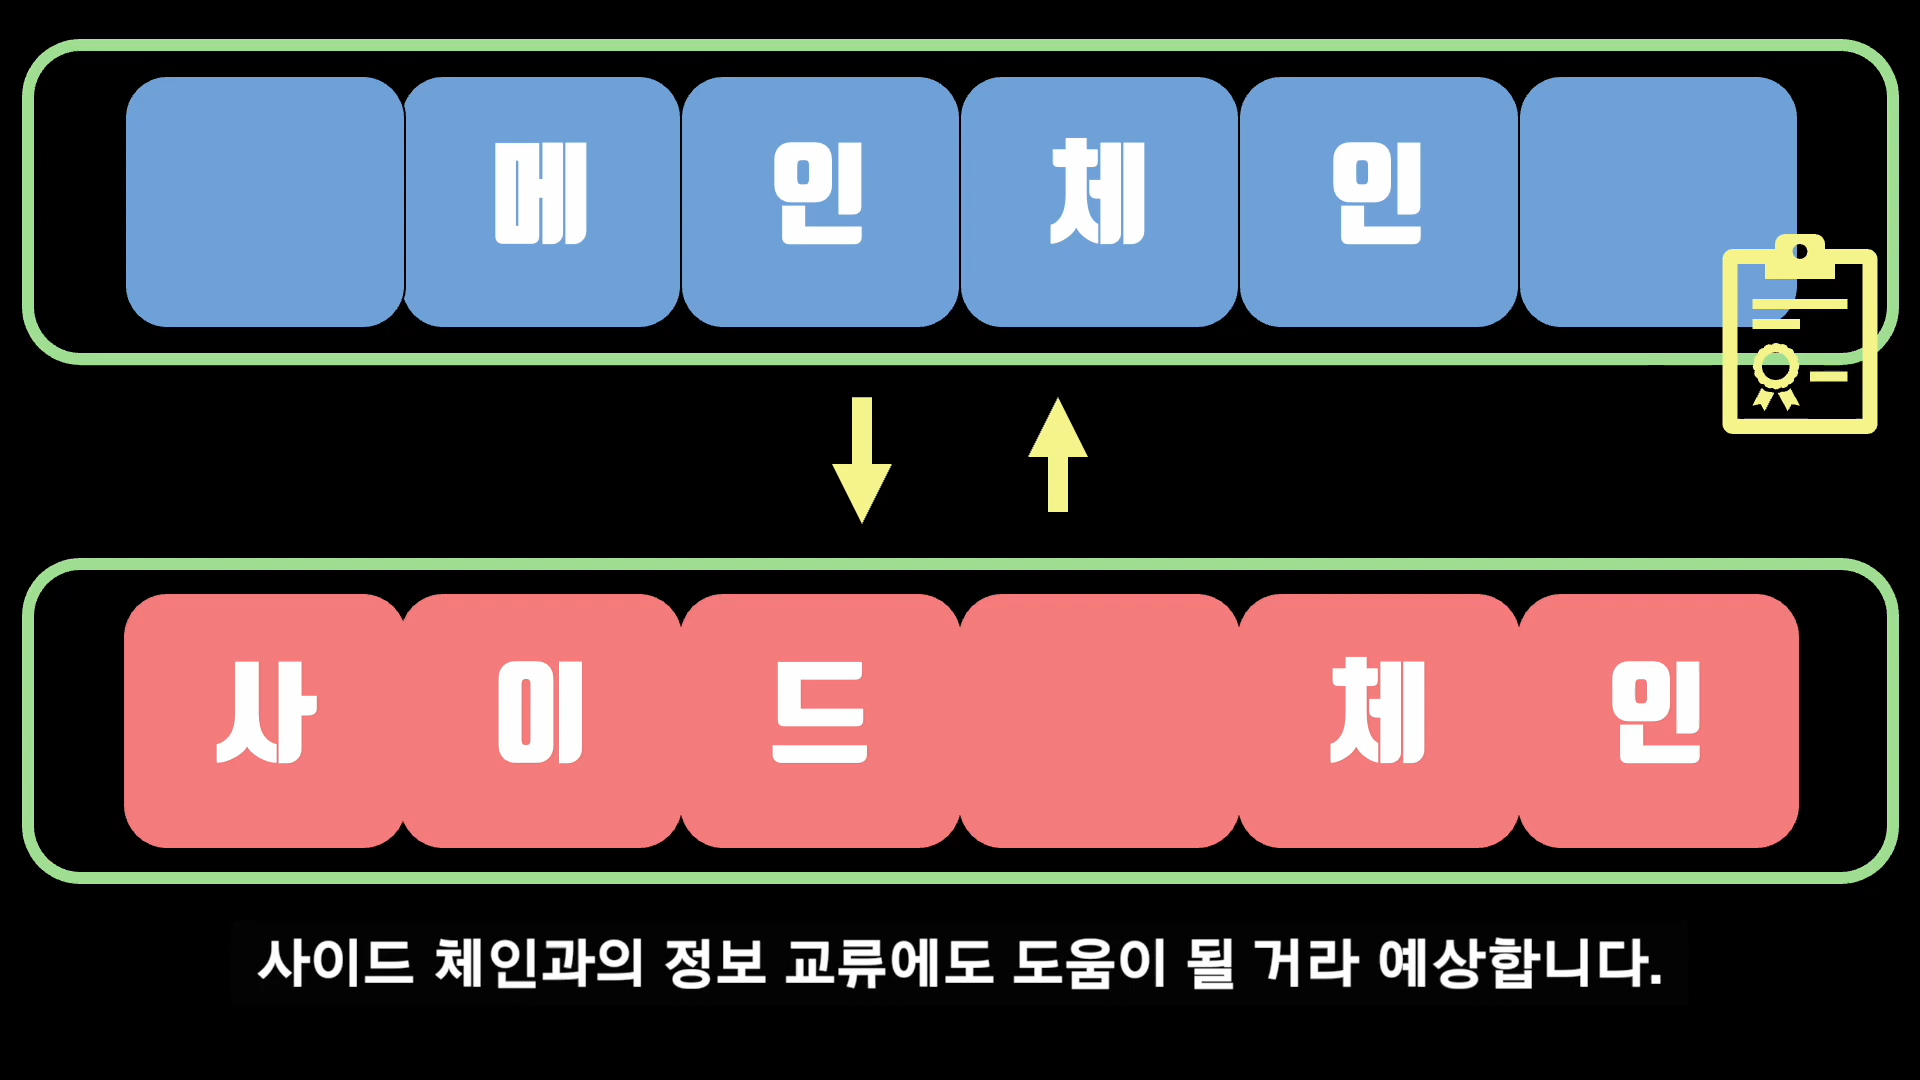 메인체인
사이드 체인
사이드 체인과의 정보 교류에도 도움이 될 거라 예상합니다.